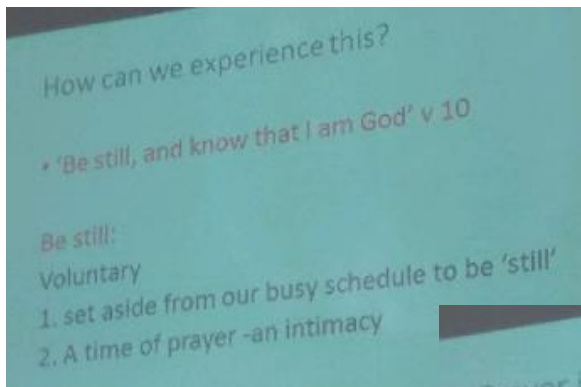 How can we experience this?
• 'Be still, and know that I am God' v 10
Be still:
Voluntary
1. set aside from our busy schedule to be 'still'
2. A time of prayer -an intimacy